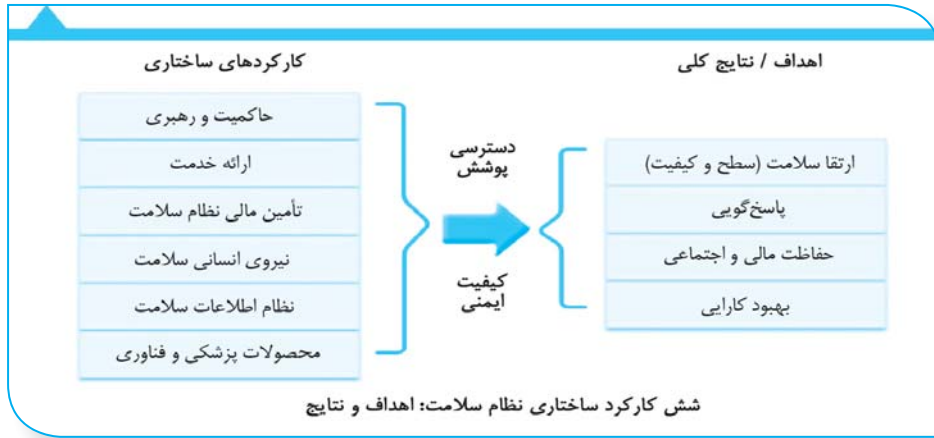 کارکردهای ساختاری
حاکمیت و رهبری
ارائه خدمت
تأمین مالی نظام سلامت
نیروی انسانی سلامت
نظام اطلاعات سلامت
محصولات پزشکی و فناوری
دسترسی
پوشش
کیفیت
ایمنی
اهداف / نتایج کلی
ارتقا سلامت (سطح و کیفیت)
پاسخ‌گویی
حفاظت مالی و اجتماعی
بهبود کارایی
شش کارکرد ساختاری نظام سلامت: اهداف و نتایج